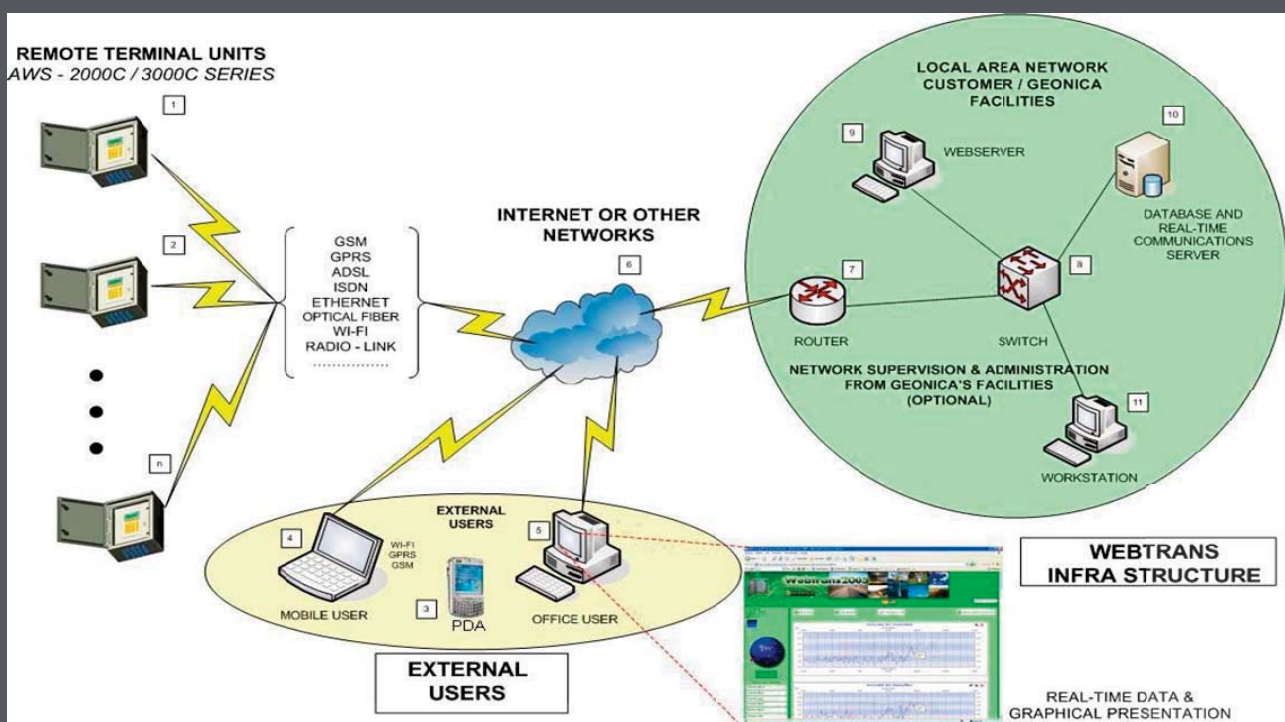 REMOTE TERMINAL UNITS
AWS - 2000C / 3000C SERIES
1
2
n
GSM
GPRS
ADSL
ISDN
ETHERNET
OPTICAL FIBER
WI-FI
RADIO - LINK
..................
INTERNET OR OTHER
NETWORKS
6
LOCAL AREA NETWORK
CUSTOMER / GEONICA
FACILITIES
9
WEBSERVER
10
DATABASE AND
REAL-TIME
COMMUNICATIONS
SERVER
7
ROUTER
8
SWITCH
NETWORK SUPERVISION & ADMINISTRATION
FROM GEONICA'S FACILITIES
(OPTIONAL)
11
WORKSTATION
EXTERNAL
USERS
4
WI-FI
GPRS
GSM
MOBILE USER
3
PDA
5
OFFICE USER
EXTERNAL
USERS
WebTrans2003
WEBTRANS
INFRA STRUCTURE
REAL-TIME DATA &
GRAPHICAL PRESENTATION